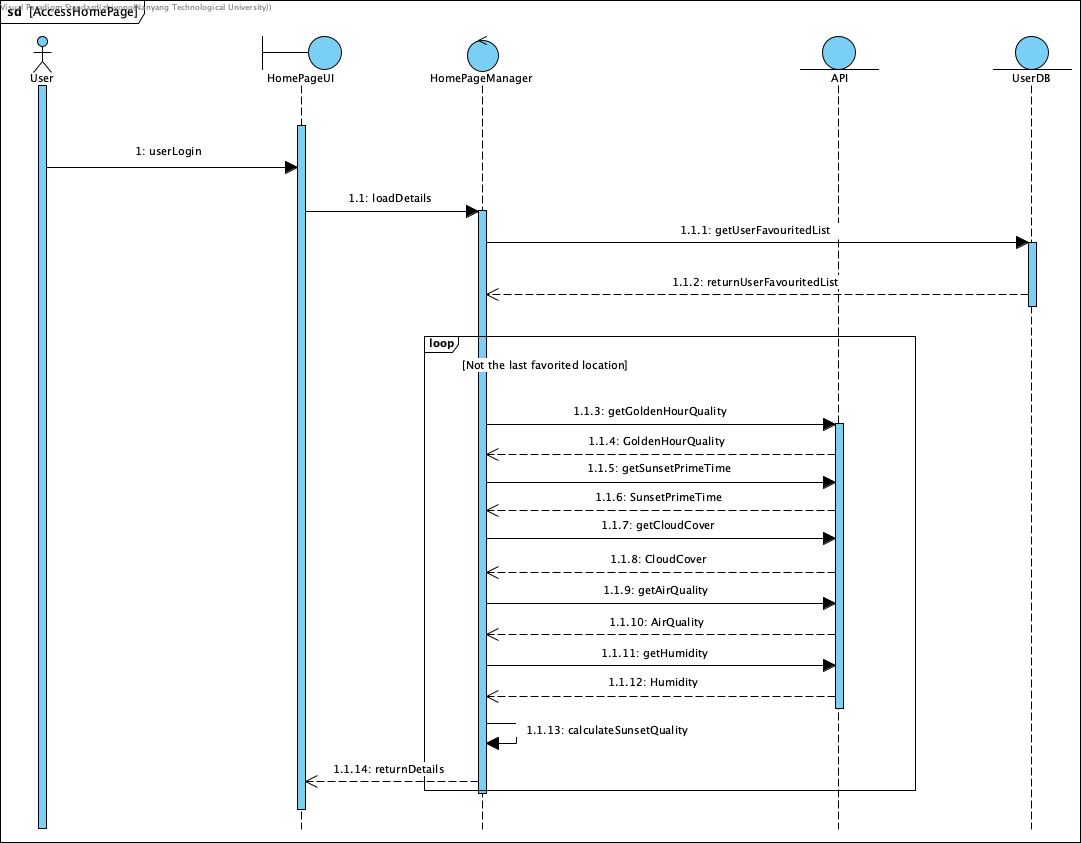 Visual Paradigm Standard(zhiyong(Nanyang Technological University))
sd [AccessHomePage]
User
HomePageUI
HomePageManager
API
UserDB
1: userLogin
1.1: loadDetails
1.1.1: getUserFavouritedList
1.1.2: returnUserFavouritedList
loop
[Not the last favorited location]
1.1.3: getGoldenHourQuality
1.1.4: GoldenHourQuality
1.1.5: getSunsetPrimeTime
1.1.6: SunsetPrimeTime
1.1.7: getCloudCover
1.1.8: CloudCover
1.1.9: getAirQuality
1.1.10: AirQuality
1.1.11: getHumidity
1.1.12: Humidity
1.1.13: calculateSunsetQuality
1.1.14: returnDetails